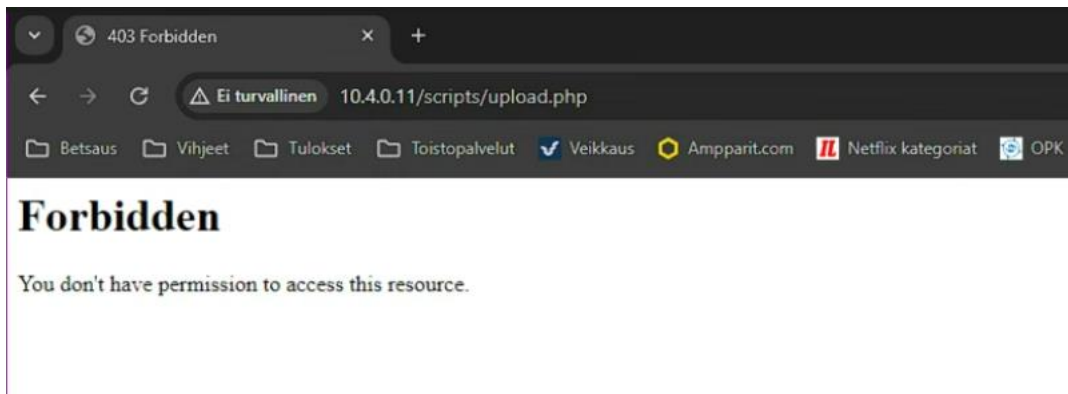 403 Forbidden
Ei turvallinen 10.4.0.11/scripts/upload.php
Betsaus Vihjeet Tulokset Toistopalvelut Veikkaus Ampparit.com IL Netflix kategoriat OPK
Forbidden
You don't have permission to access this resource.